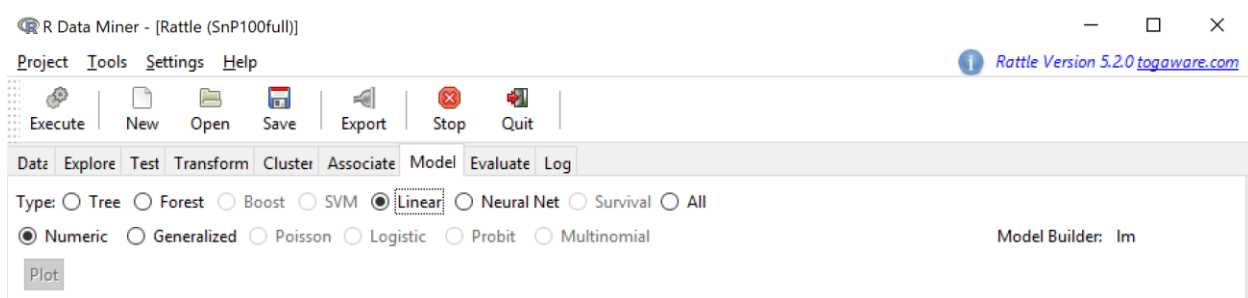 R Data Miner - [Rattle (SnP100full)]
Project Tools Settings Help Rattle Version 5.2.0 togaware.com
Execute New Open Save Export Stop Quit
Data Explore Test Transform Cluster Associate Model Evaluate Log
Type: Tree Forest Boost SVM Linear Neural Net Survival All
Numeric Generalized Poisson Logistic Probit Multinomial Model Builder: lm
Plot